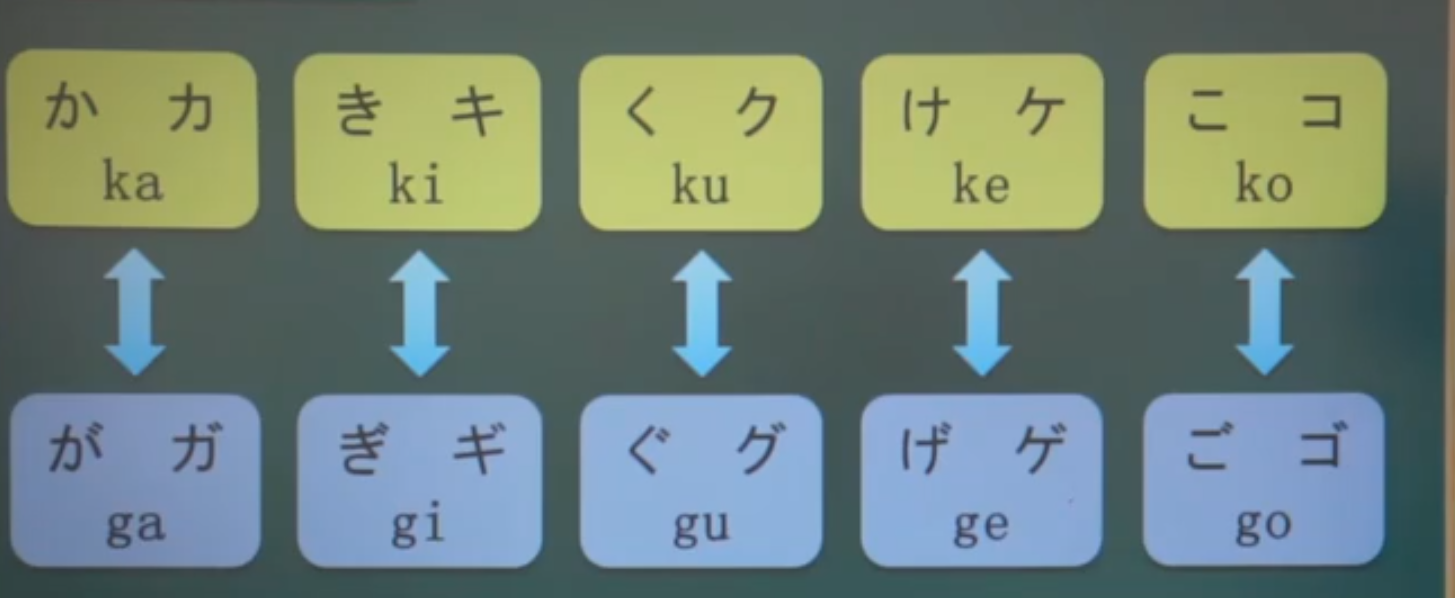 か カ き キ く ク け ケ こ コ
ka ki ku ke ko
が ガ ぎ ギ ぐ グ げ ゲ ご ゴ
ga gi gu ge go